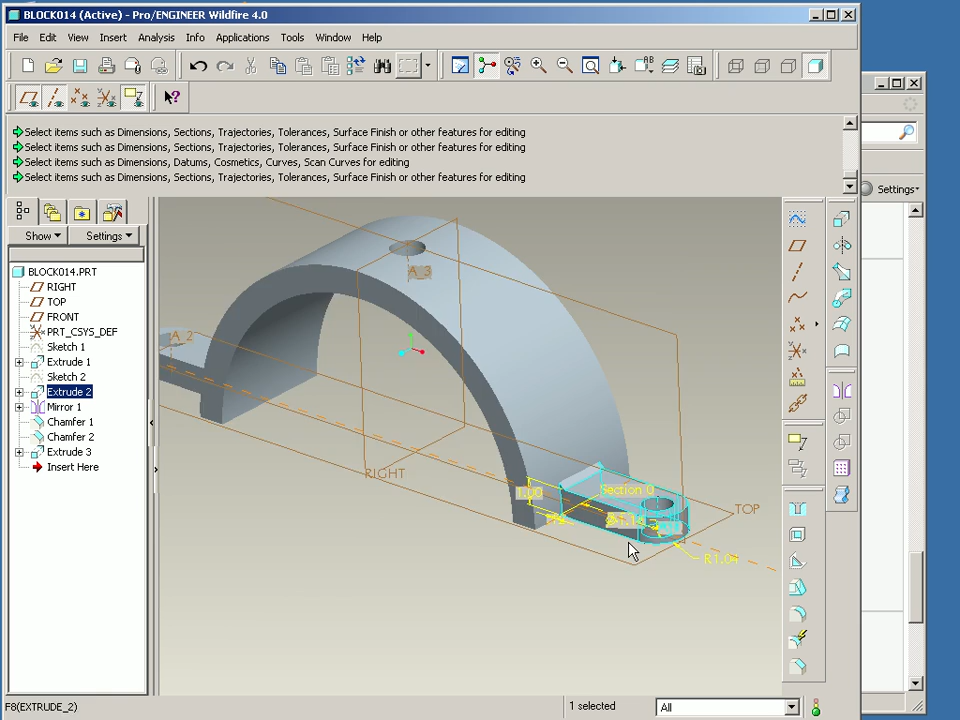 BLOCK014 (Active) - Pro/ENGINEER Wildfire 4.0
File Edit View Insert Analysis Info Applications Tools Window Help
Select items such as Dimensions, Sections, Trajectories, Tolerances, Surface Finish or other features for editing
Select items such as Dimensions, Sections, Trajectories, Tolerances, Surface Finish or other features for editing
Select items such as Dimensions, Datums, Cosmetics, Curves, Scan Curves for editing
Select items such as Dimensions, Sections, Trajectories, Tolerances, Surface Finish or other features for editing
Settings
Show Settings
BLOCK014.PRT
RIGHT
TOP
FRONT
PRT_CSYS_DEF
Sketch 1
Extrude 1
Sketch 2
Extrude 2
Mirror 1
Chamfer 1
Chamfer 2
Extrude 3
Insert Here
A_3
A_2
RIGHT
Section 0
1.00
TOP
R1.04
F8(EXTRUDE_2)
1 selected
All